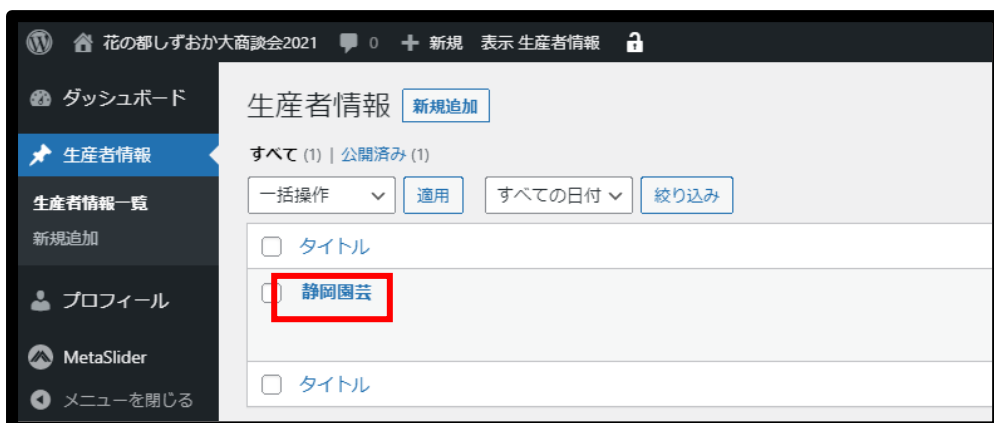 花の都しずおか大商談会2021 0 新規 表示 生産者情報
ダッシュボード
生産者情報
生産者情報一覧
新規追加
プロフィール
MetaSlider
メニューを閉じる
生産者情報 新規追加
すべて (1) | 公開済み (1)
一括操作 適用 すべての日付 絞り込み
タイトル
静岡園芸
タイトル